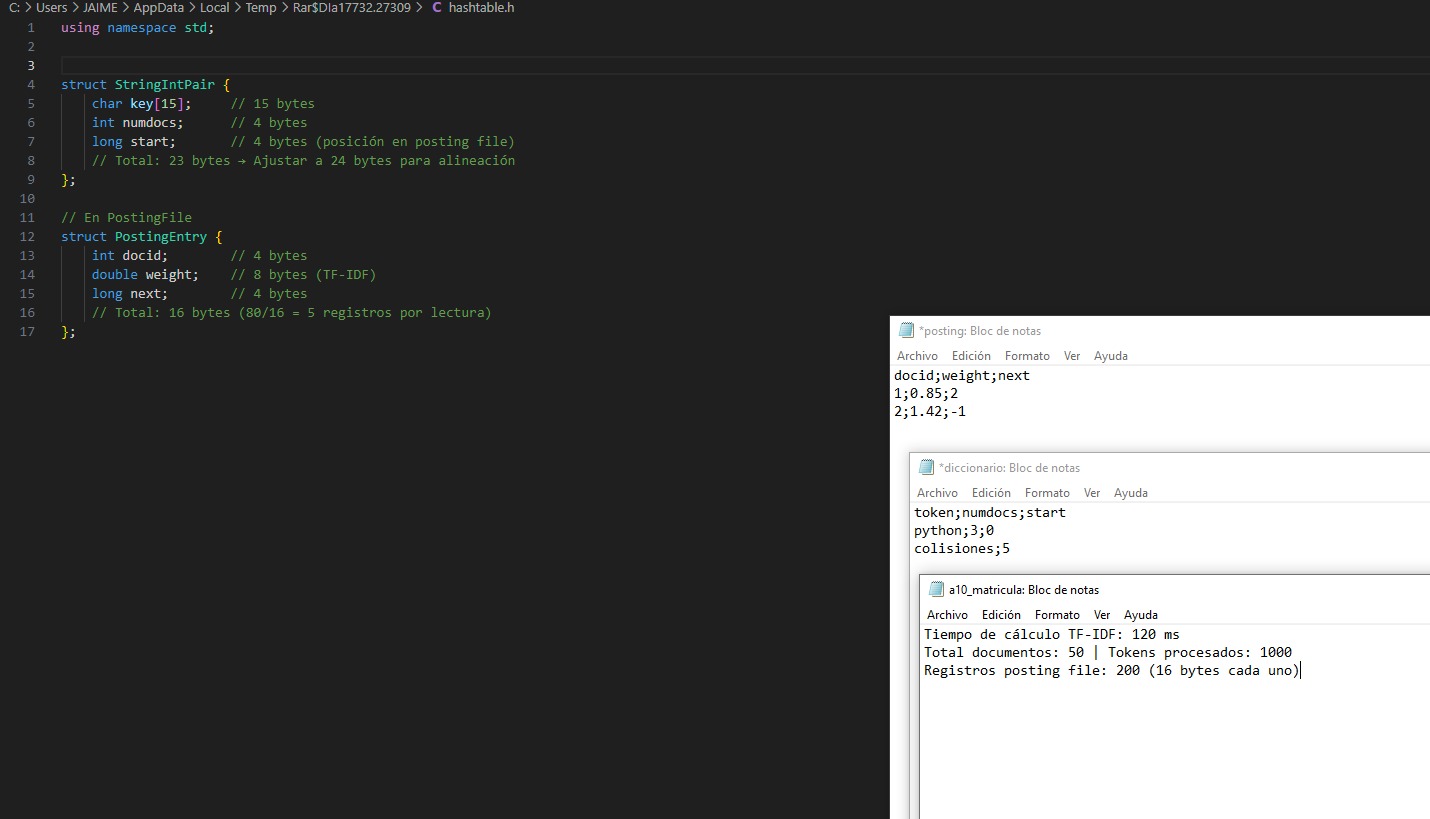 C: > Users > JAIME > AppData > Local > Temp > Rar$DIa17732.27309 > C hashtable.h
1 using namespace std;
2
3
4 struct StringIntPair {
5 char key[15]; // 15 bytes
6 int numdocs; // 4 bytes
7 long start; // 4 bytes (posición en posting file)
8 // Total: 23 bytes → Ajustar a 24 bytes para alineación
9 };
10
11 // En PostingFile
12 struct PostingEntry {
13 int docid; // 4 bytes
14 double weight; // 8 bytes (TF-IDF)
15 long next; // 4 bytes
16 // Total: 16 bytes (80/16 = 5 registros por lectura)
17 };
*posting: Bloc de notas
Archivo Edición Formato Ver Ayuda
docid;weight;next
1;0.85;2
2;1.42;-1
*diccionario: Bloc de notas
Archivo Edición Formato Ver Ayuda
token;numdocs;start
python;3;0
colisiones;5
a10_matricula: Bloc de notas
Archivo Edición Formato Ver Ayuda
Tiempo de cálculo TF-IDF: 120 ms
Total documentos: 50 | Tokens procesados: 1000
Registros posting file: 200 (16 bytes cada uno)